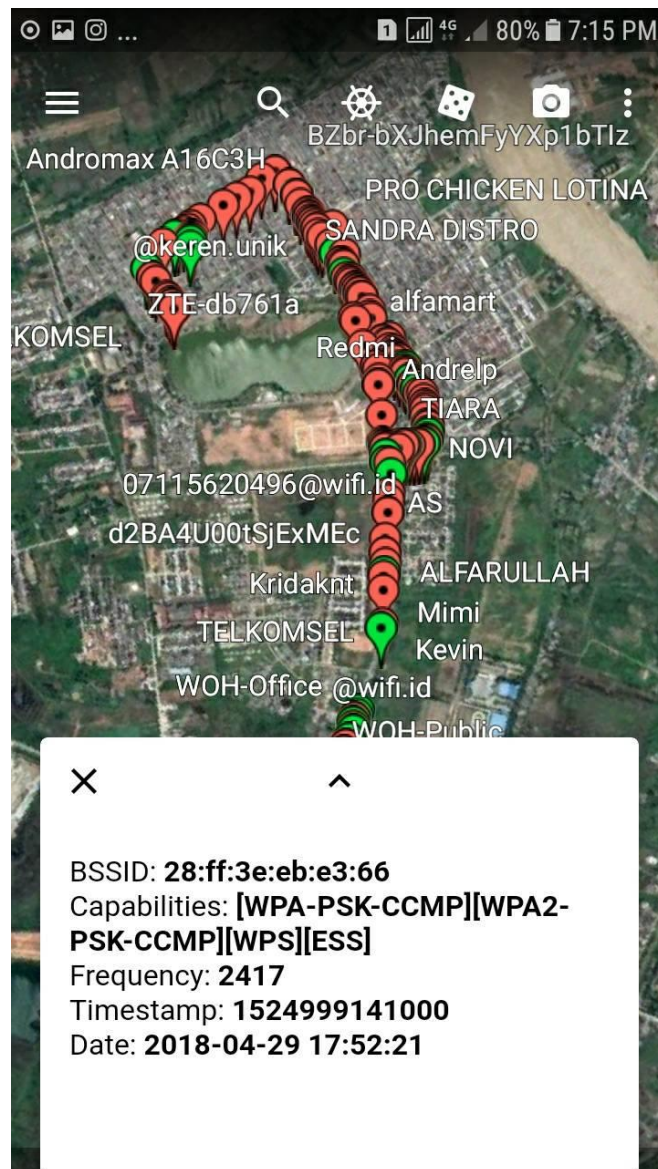 ... 1 4G 80% 7:15 PM
BZbr-bXJhemFyYXp1bTIz
Andromax A16C3H
PRO CHICKEN LOTINA
SANDRA DISTRO
@keren.unik
ZTE-db761a
alfamart
KOMSEL
Redmi
Andrelp
TIARA
NOVI
07115620496@wifi.id
AS
d2BA4U00tSjExMEc
ALFARULLAH
Kridaknt
Mimi
TELKOMSEL
Kevin
WOH-Office @wifi.id
WOH-Public
BSSID: 28:ff:3e:eb:e3:66
Capabilities: [WPA-PSK-CCMP][WPA2-
PSK-CCMP][WPS][ESS]
Frequency: 2417
Timestamp: 1524999141000
Date: 2018-04-29 17:52:21